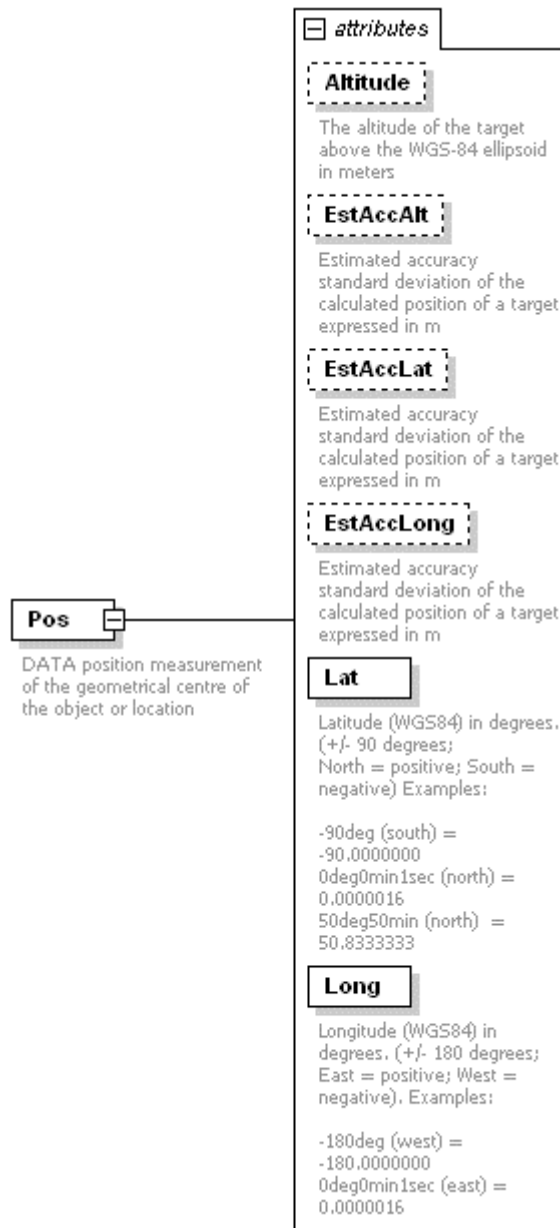 attributes
Altitude
The altitude of the target
above the WGS-84 ellipsoid
in meters
EstAccAlt
Estimated accuracy
standard deviation of the
calculated position of a target
expressed in m
EstAccLat
Estimated accuracy
standard deviation of the
calculated position of a target
expressed in m
EstAccLong
Estimated accuracy
standard deviation of the
calculated position of a target
expressed in m
Pos
DATA position measurement
of the geometrical centre of
the object or location
Lat
Latitude (WGS84) in degrees.
(+/- 90 degrees;
North = positive; South =
negative) Examples:
-90deg (south) =
-90.0000000
0deg0min1sec (north) =
0.0000016
50deg50min (north) =
50.8333333
Long
Longitude (WGS84) in
degrees. (+/- 180 degrees;
East = positive; West =
negative). Examples:
-180deg (west) =
-180.0000000
0deg0min1sec (east) =
0.0000016